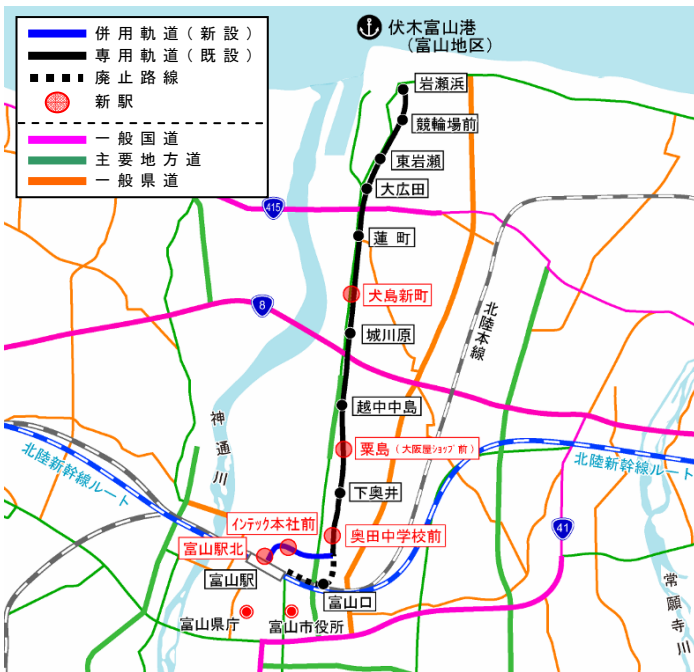 併用軌道(新設)
専用軌道(既設)
廃止路線
新駅
一般国道
主要地方道
一般県道
伏木富山港
(富山地区)
岩瀬浜
競輪場前
東岩瀬
大広田
415
蓮町
犬島新町
8
城川原
北陸本線
越中中島
神通川
粟島(大阪屋ショップ前)
北陸新幹線ルート
北陸新幹線ルート
下奥井
インテック本社前
奥田中学校前
41
富山駅北
富山駅
富山口
常願寺川
富山県庁
富山市役所